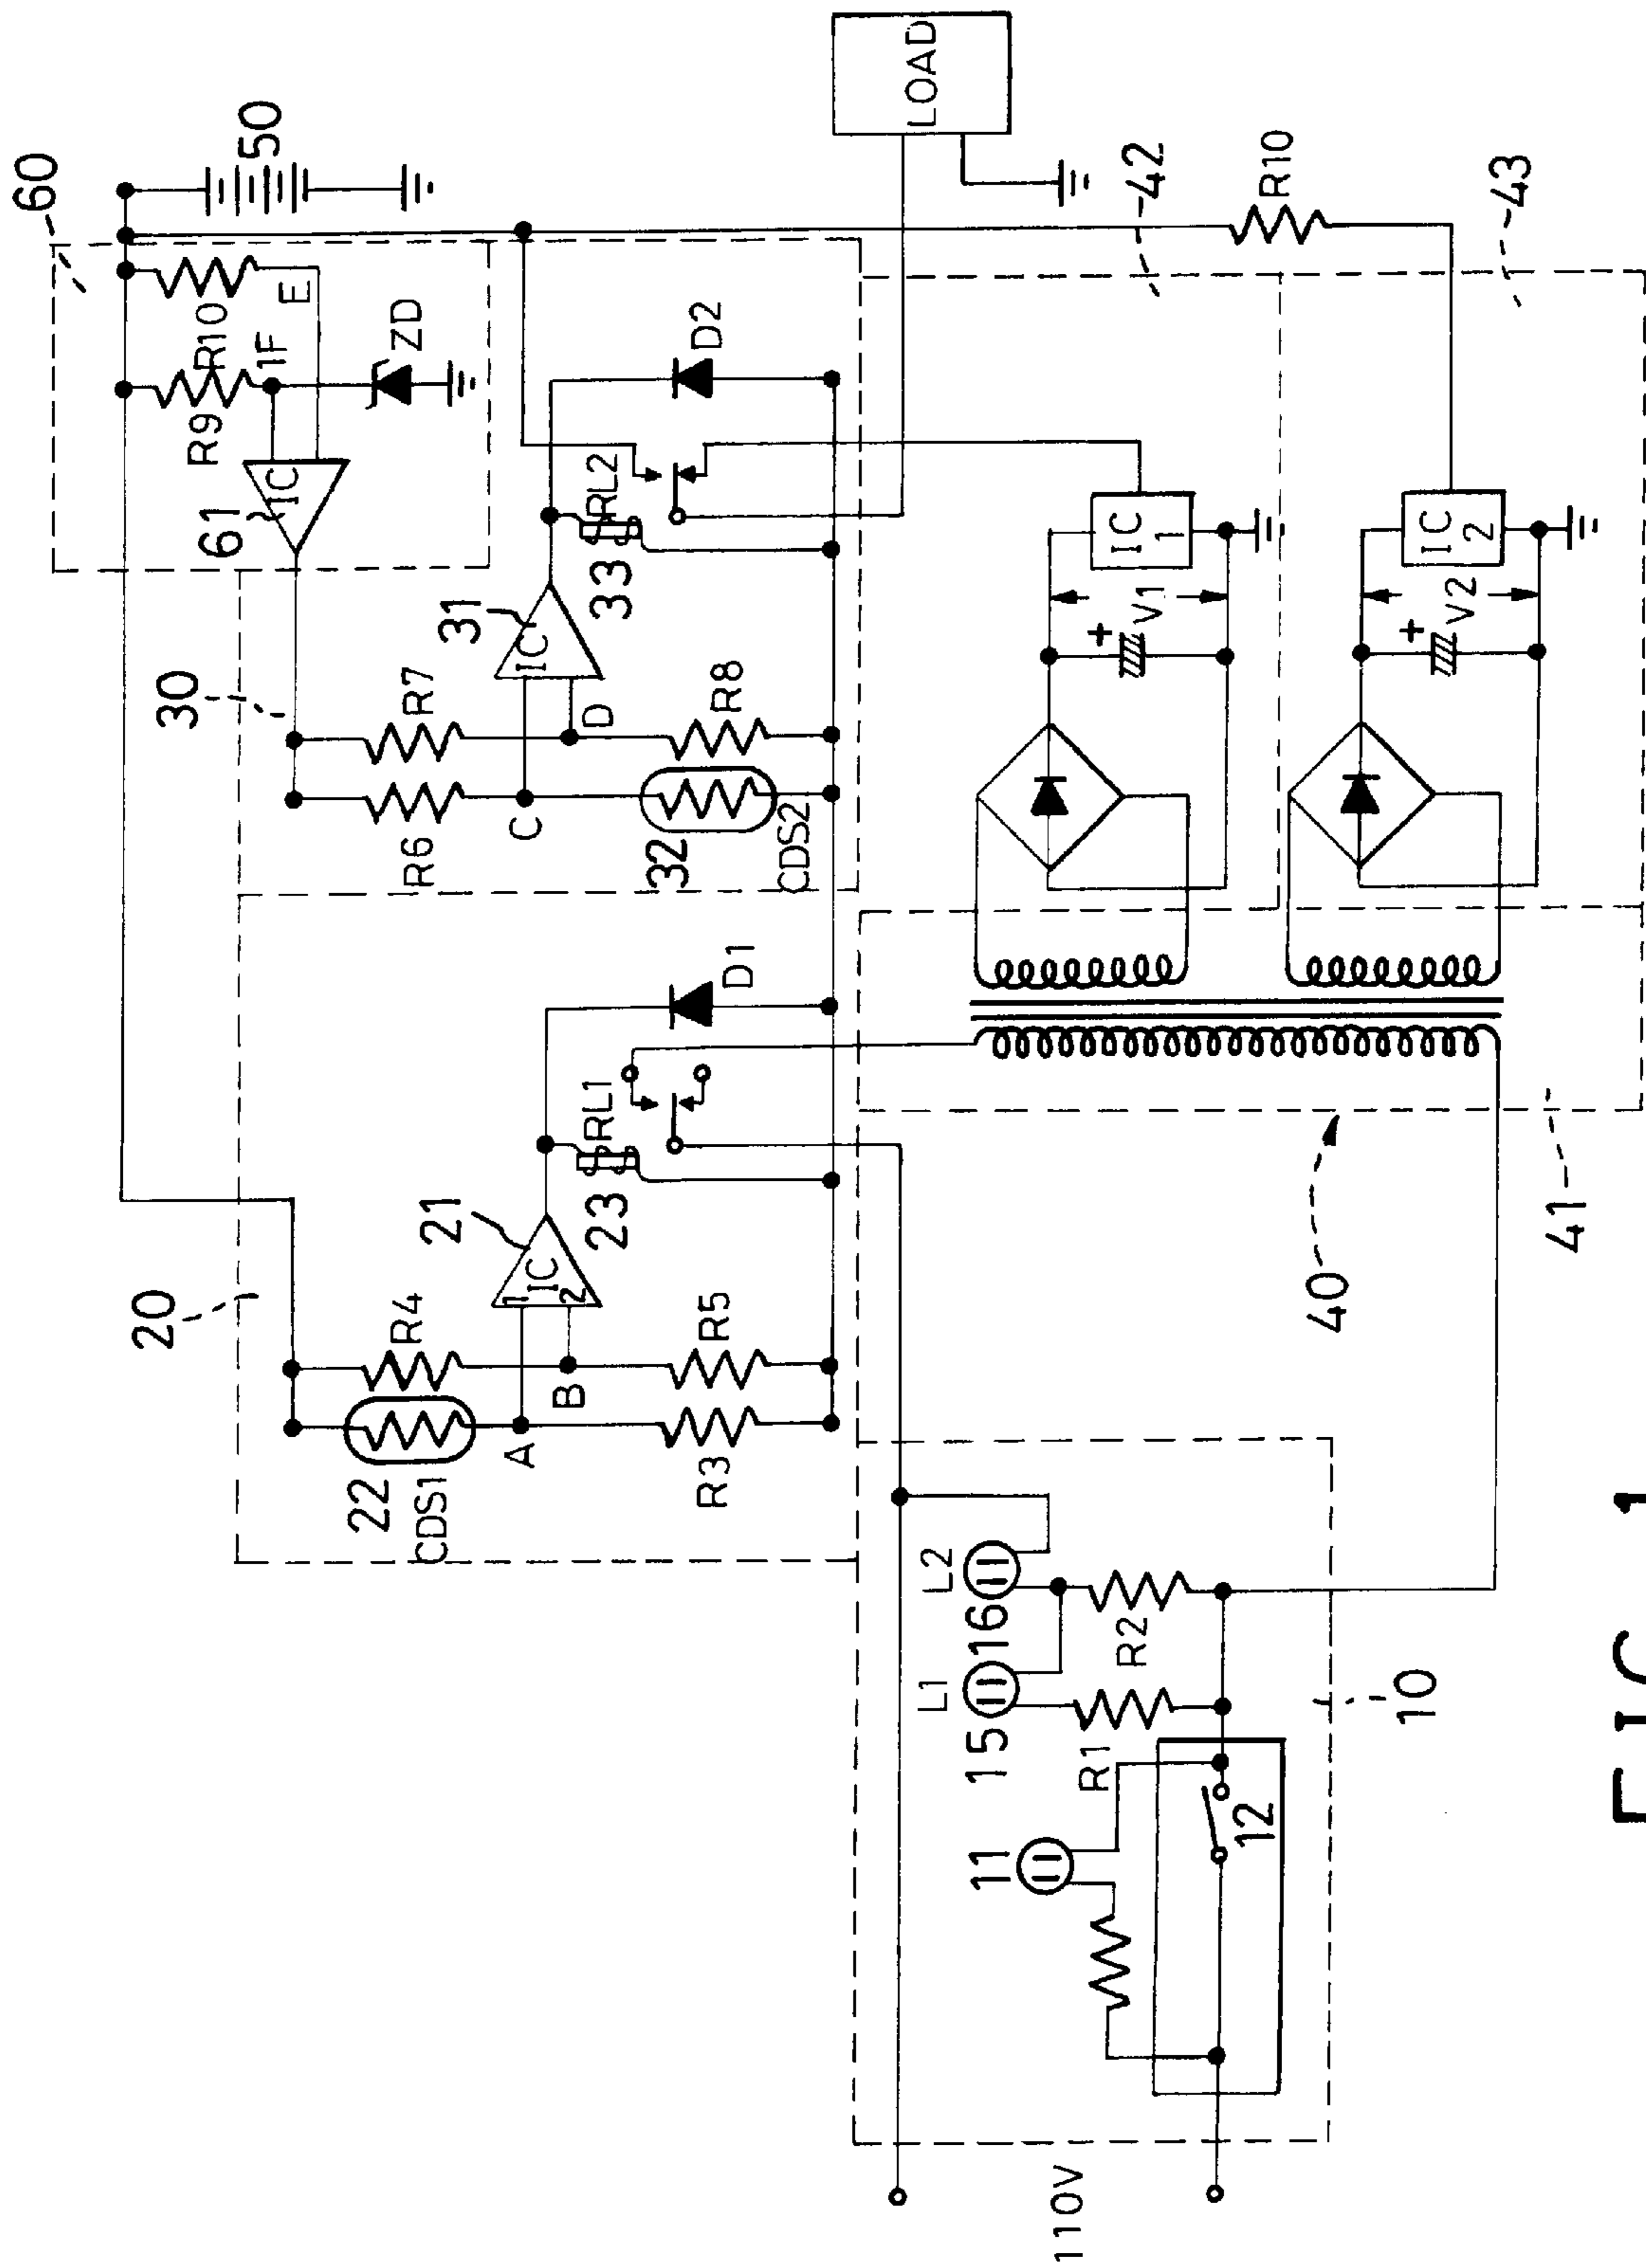 60
50
R10
E
R9
1F
ZD
61
IC
LOAD
30
R7
31
IC
D2
RL2
33
R6
C
D
R8
32
CDS2
42
R10
43
IC
1
V1
+
IC
2
V2
+
20
R4
21
1
IC
2
D1
RL1
23
22
CDS1
A
B
R5
R3
40
41
L2
16
R2
L1
15
R1
11
12
10
110V
FIG. 1